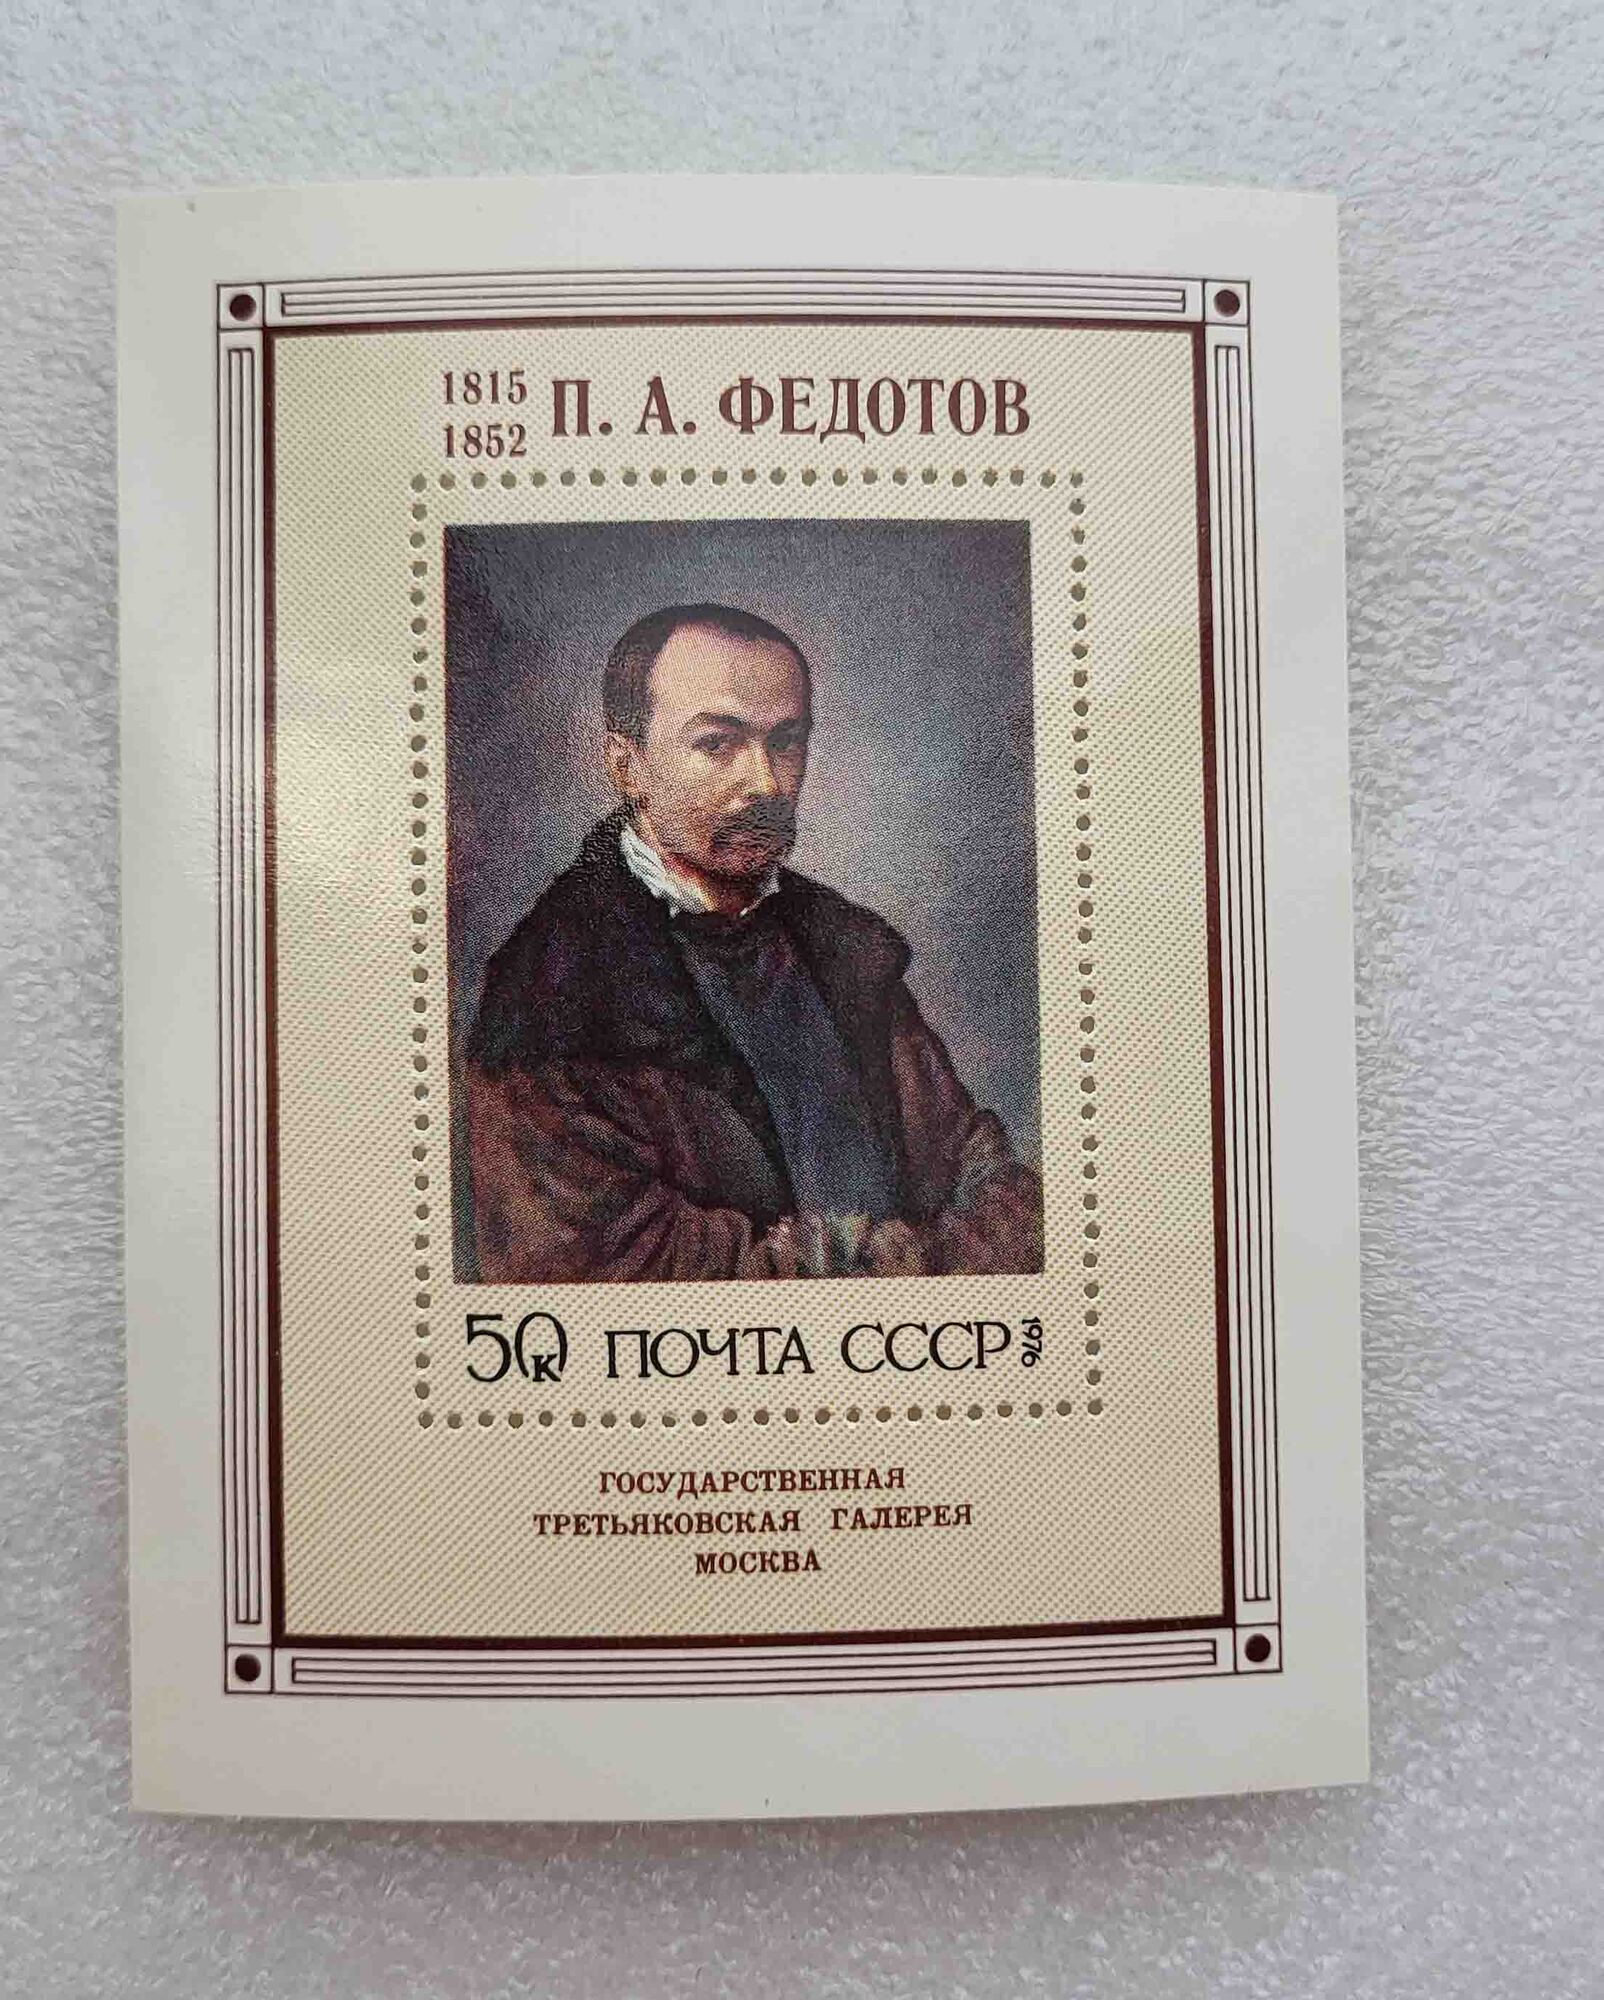 1815
1852
П. А. ФЕДОТОВ
50к ПОЧТА СССР 1976
ГОСУДАРСТВЕННАЯ
ТРЕТЬЯКОВСКАЯ ГАЛЕРЕЯ
МОСКВА